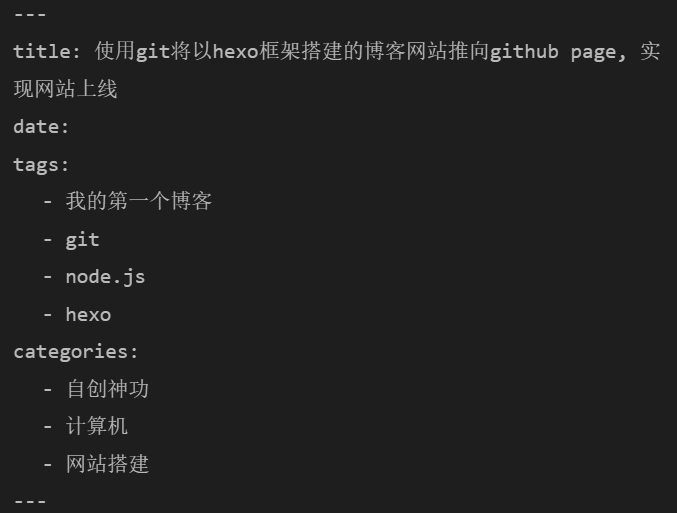 ---
title: 使用git将以hexo框架搭建的博客网站推向github page, 实
现网站上线
date:
tags:
  - 我的第一个博客
  - git
  - node.js
  - hexo
categories:
  - 自创神功
  - 计算机
  - 网站搭建
---